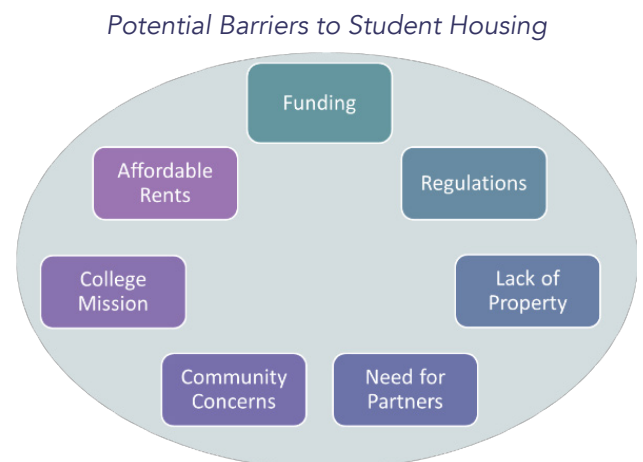 Potential Barriers to Student Housing
Funding
Affordable
Rents
Regulations
College
Mission
Lack of
Property
Community
Concerns
Need for
Partners